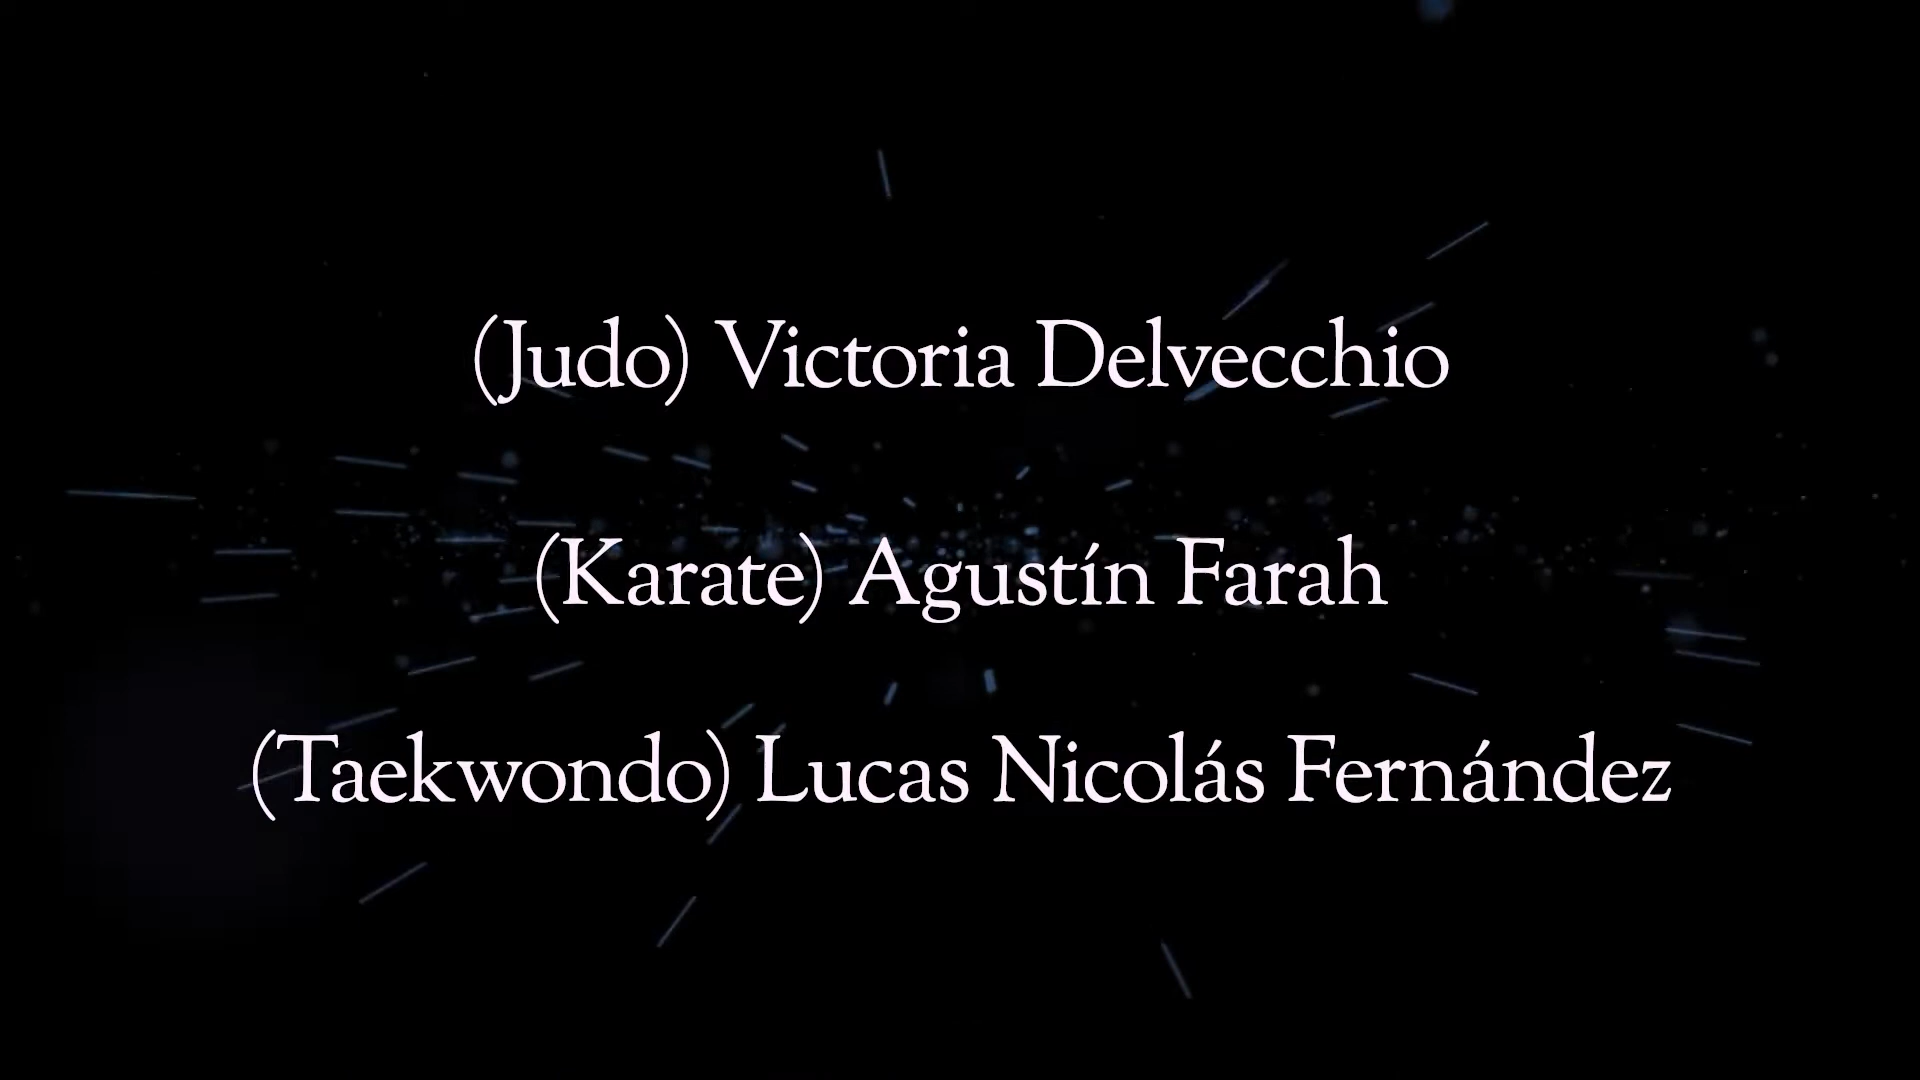 (Judo) Victoria Delvecchio
(Karate) Agustín Farah
(Taekwondo) Lucas Nicolás Fernández